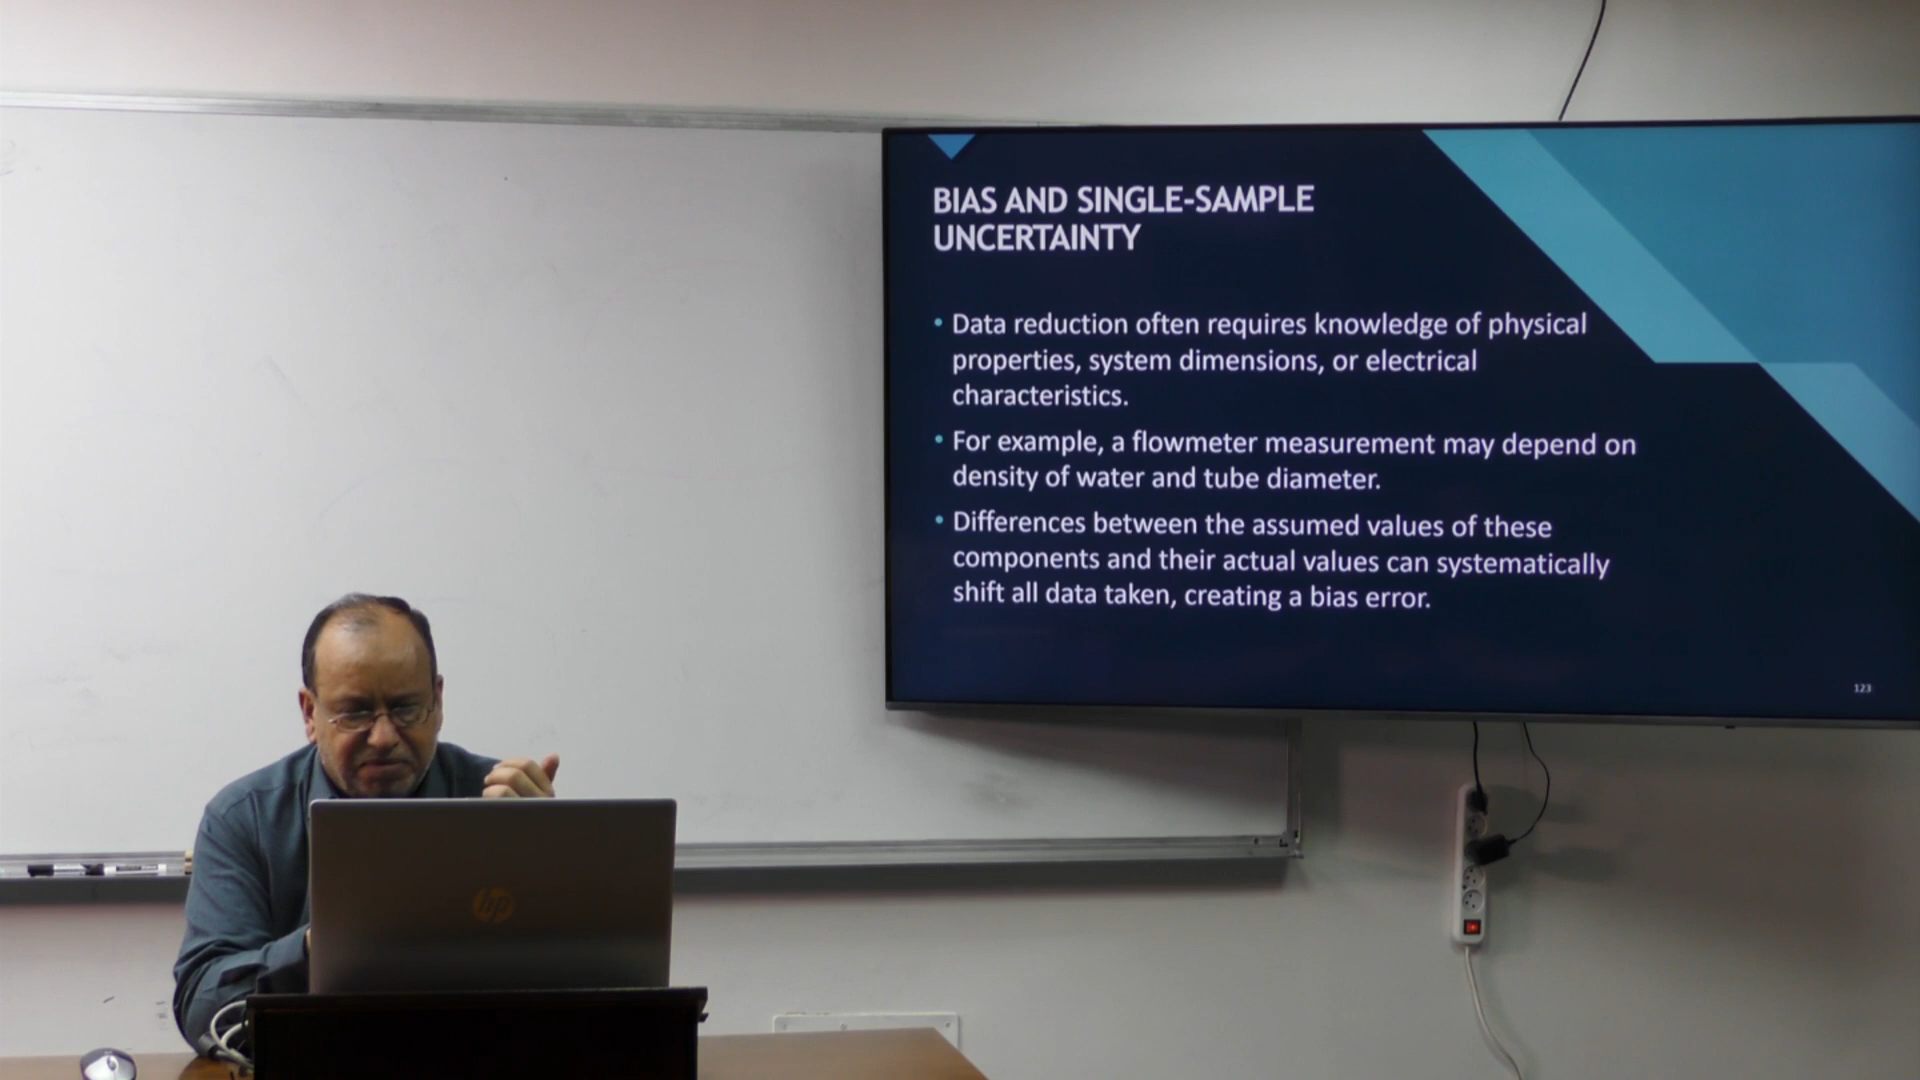 BIAS AND SINGLE-SAMPLE
UNCERTAINTY
• Data reduction often requires knowledge of physical
properties, system dimensions, or electrical
characteristics.
• For example, a flowmeter measurement may depend on
density of water and tube diameter.
• Differences between the assumed values of these
components and their actual values can systematically
shift all data taken, creating a bias error.
123
hp